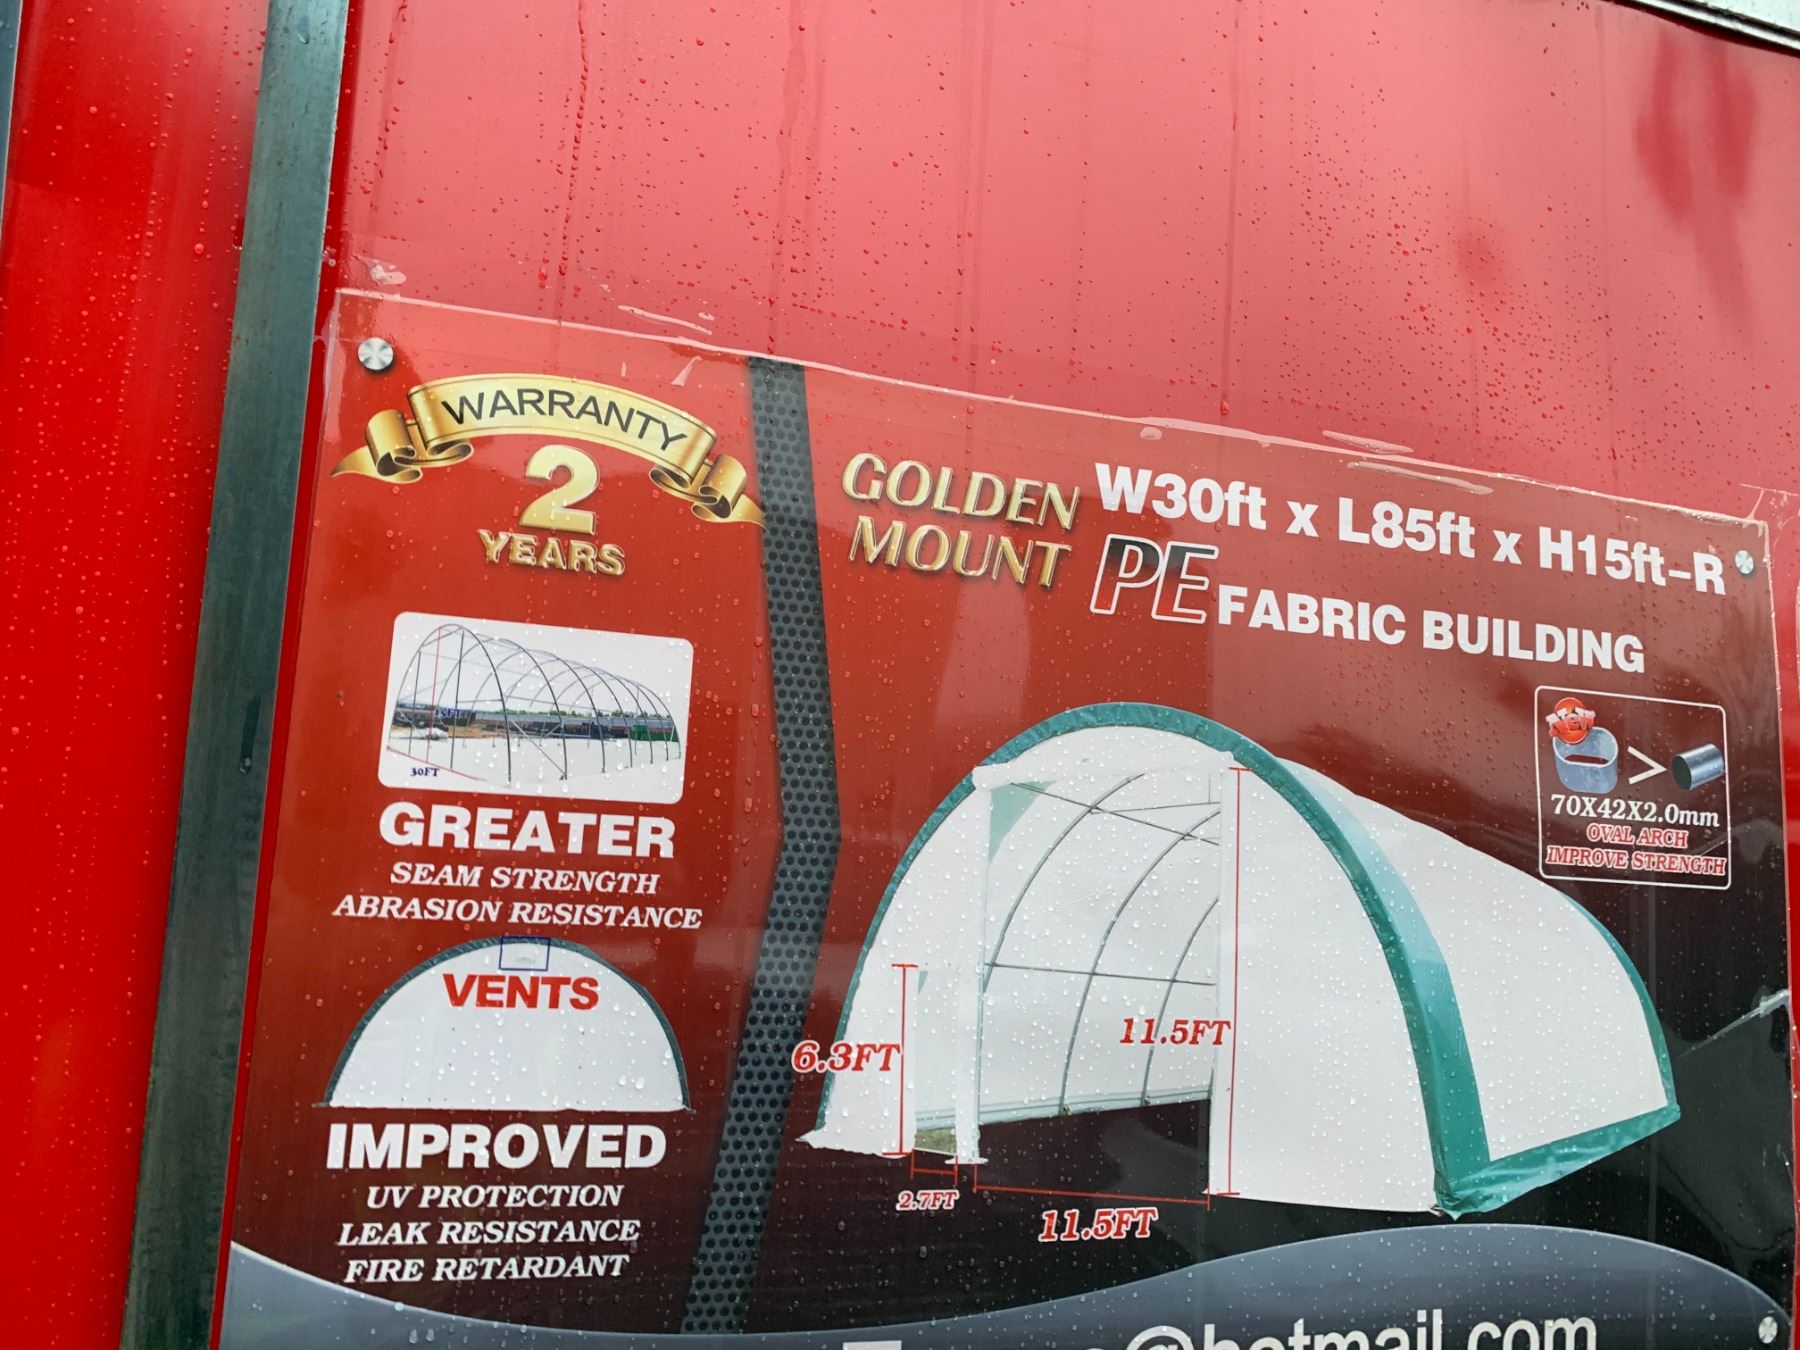 WARRANTY
2
YEARS
GOLDEN
MOUNT
W30ft x L85ft x H15ft-R
PE FABRIC BUILDING
30FT
GREATER
SEAM STRENGTH
ABRASION RESISTANCE
VENTS
IMPROVED
UV PROTECTION
LEAK RESISTANCE
FIRE RETARDANT
New
>
70X42X2.0mm
OVAL ARCH
IMPROVE STRENGTH
6.3FT
11.5FT
2.7FT
11.5FT
@hotmail.com